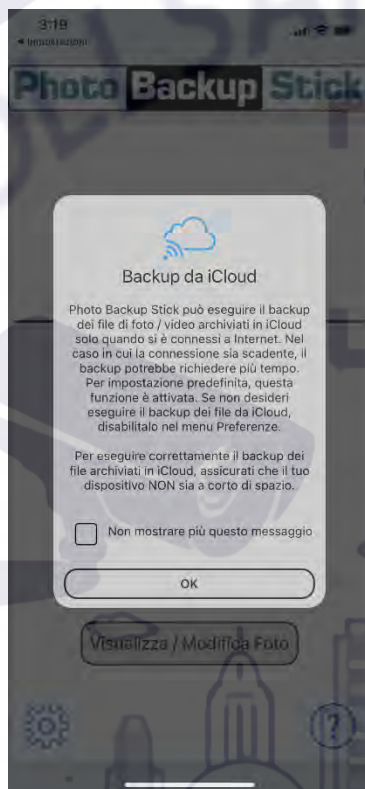 3:19
◀ Impostazioni
Photo Backup Stick
Backup da iCloud
Photo Backup Stick può eseguire il backup
dei file di foto / video archiviati in iCloud
solo quando si è connessi a Internet. Nel
caso in cui la connessione sia scadente, il
backup potrebbe richiedere più tempo.
Per impostazione predefinita, questa
funzione è attivata. Se non desideri
eseguire il backup dei file da iCloud,
disabilitalo nel menu Preferenze.
Per eseguire correttamente il backup dei
file archiviati in iCloud, assicurati che il tuo
dispositivo NON sia a corto di spazio.
Non mostrare più questo messaggio
OK
Visualizza / Modifica Foto
?